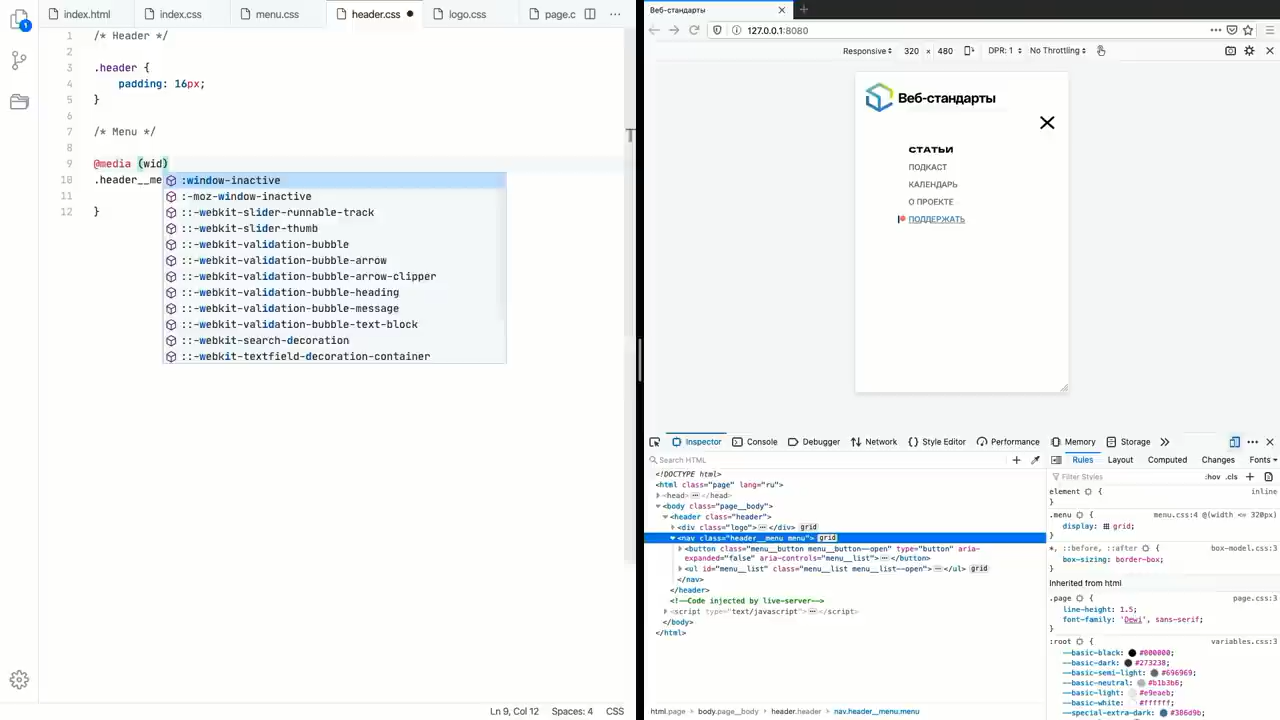 index.html
index.css
menu.css
header.css
logo.css
page.c
1 /* Header */
2
3 .header {
4 padding: 16px;
5 }
6
7 /* Menu */
8
9 @media (wid)
10 .header__me
11
12 }
:window-inactive
:-moz-window-inactive
::-webkit-slider-runnable-track
::-webkit-slider-thumb
::-webkit-validation-bubble
::-webkit-validation-bubble-arrow
::-webkit-validation-bubble-arrow-clipper
::-webkit-validation-bubble-heading
::-webkit-validation-bubble-message
::-webkit-validation-bubble-text-block
::-webkit-search-decoration
::-webkit-textfield-decoration-container
Ln 9, Col 12 Spaces: 4 CSS
Веб-стандарты
127.0.0.1:8080
Responsive 320 × 480 DPR: 1 No Throttling
Веб-стандарты
СТАТЬИ
ПОДКАСТ
КАЛЕНДАРЬ
О ПРОЕКТЕ
ПОДДЕРЖАТЬ
Inspector Console Debugger Network Style Editor Performance Memory Storage
Search HTML
<!DOCTYPE html>
<html class="page" lang="ru">
<head> </head>
<body class="page__body">
<header class="header">
<div class="logo"> </div> grid
<nav class="header__menu menu"> grid
<button class="menu__button menu__button--open" type="button" aria-
expanded="false" aria-controls="menu__list"> </button>
<ul id="menu__list" class="menu__list menu__list--open"> </ul> grid
</nav>
</header>
<!--Code injected by live-server-->
<script type="text/javascript"> </script>
</body>
</html>
html.page body.page__body header.header nav.header__menu.menu
Rules Layout Computed Changes Fonts
Filter Styles :hov .cls
element { inline
}
.menu { menu.css:4 @(width <= 320px)
display: grid;
}
*, ::before, ::after { box-model.css:3
box-sizing: border-box;
}
Inherited from html
.page { page.css:3
line-height: 1.5;
font-family: 'Dewi', sans-serif;
}
:root { variables.css:3
--basic-black: #000000;
--basic-dark: #273238;
--basic-semi-light: #696969;
--basic-neutral: #b1b3b6;
--basic-light: #e9eaeb;
--basic-white: #ffffff;
--special-extra-dark: #386d9b;